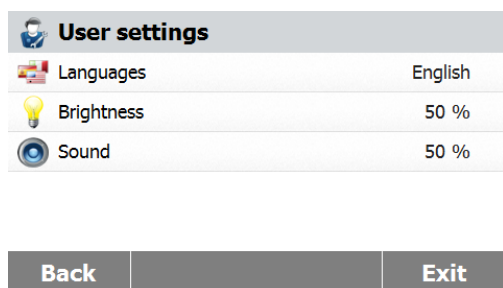 User settings
Languages English
Brightness 50 %
Sound 50 %
Back Exit